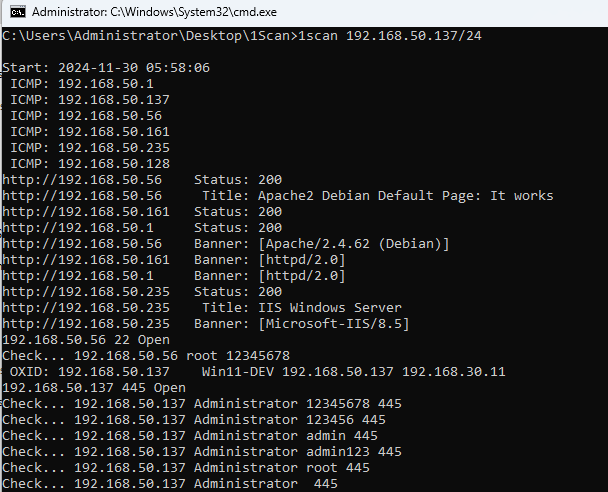 Administrator: C:\Windows\System32\cmd.exe
C:\Users\Administrator\Desktop\1Scan>1scan 192.168.50.137/24
Start: 2024-11-30 05:58:06
ICMP: 192.168.50.1
ICMP: 192.168.50.137
ICMP: 192.168.50.56
ICMP: 192.168.50.161
ICMP: 192.168.50.235
ICMP: 192.168.50.128
http://192.168.50.56 Status: 200
http://192.168.50.56 Title: Apache2 Debian Default Page: It works
http://192.168.50.161 Status: 200
http://192.168.50.1 Status: 200
http://192.168.50.56 Banner: [Apache/2.4.62 (Debian)]
http://192.168.50.161 Banner: [httpd/2.0]
http://192.168.50.1 Banner: [httpd/2.0]
http://192.168.50.235 Status: 200
http://192.168.50.235 Title: IIS Windows Server
http://192.168.50.235 Banner: [Microsoft-IIS/8.5]
192.168.50.56 22 Open
Check... 192.168.50.56 root 12345678
OXID: 192.168.50.137 Win11-DEV 192.168.50.137 192.168.30.11
192.168.50.137 445 Open
Check... 192.168.50.137 Administrator 12345678 445
Check... 192.168.50.137 Administrator 123456 445
Check... 192.168.50.137 Administrator admin 445
Check... 192.168.50.137 Administrator admin123 445
Check... 192.168.50.137 Administrator root 445
Check... 192.168.50.137 Administrator  445